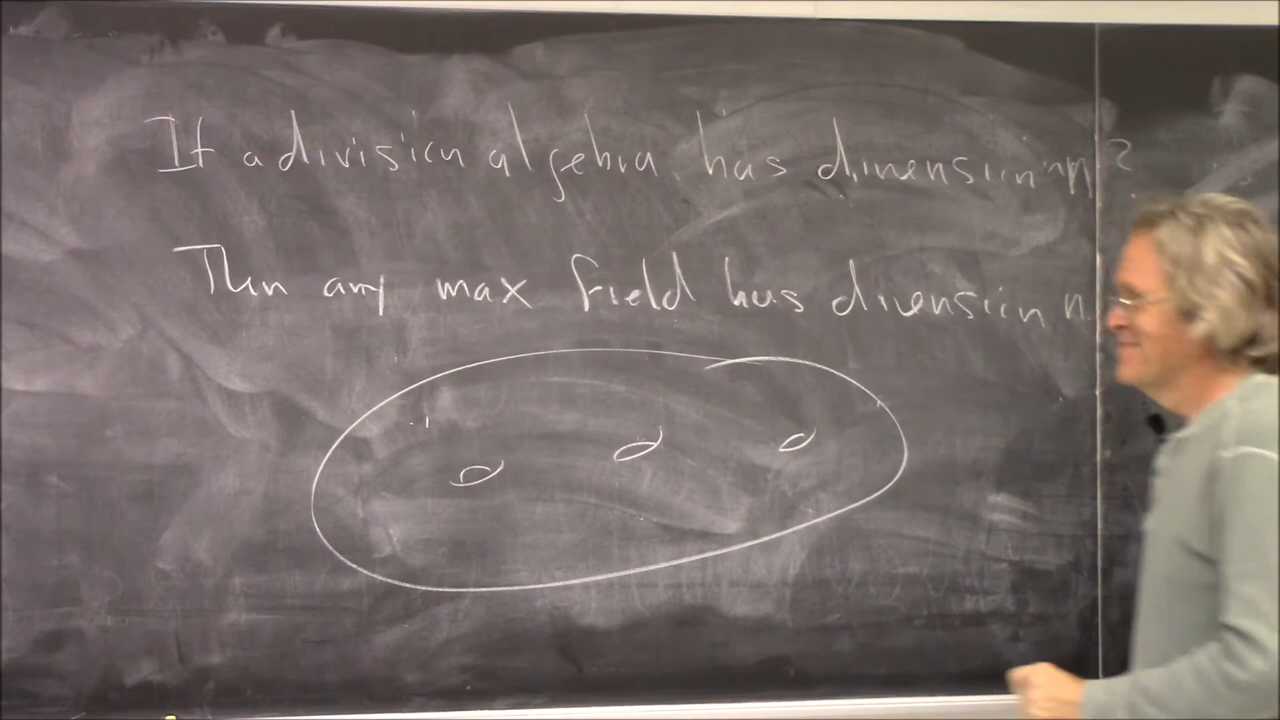 If a division algebra has dimension n²
Then any max field has dimension n.